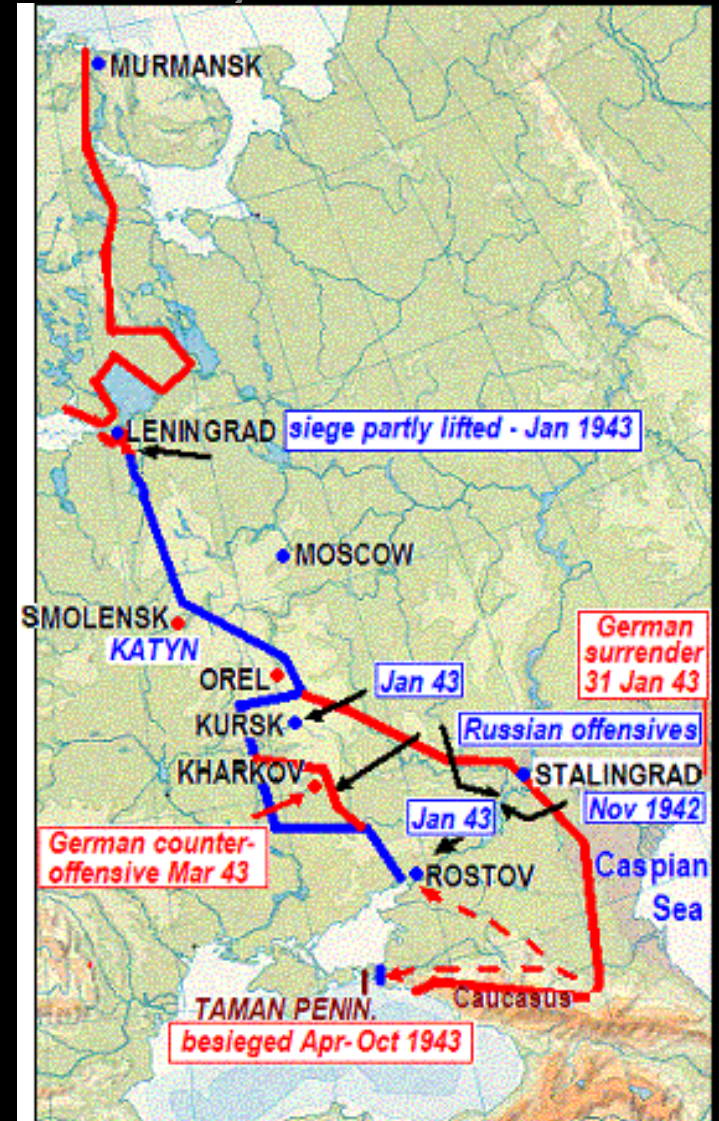 MURMANSK
LENINGRAD
siege partly lifted - Jan 1943
MOSCOW
SMOLENSK
KATYN
German
surrender
31 Jan 43
OREL
Jan 43
KURSK
Russian offensives
KHARKOV
STALINGRAD
Nov 1942
Jan 43
German counter-
offensive Mar 43
ROSTOV
Caspian
Sea
Caucasus
TAMAN PENIN.
besieged Apr-Oct 1943